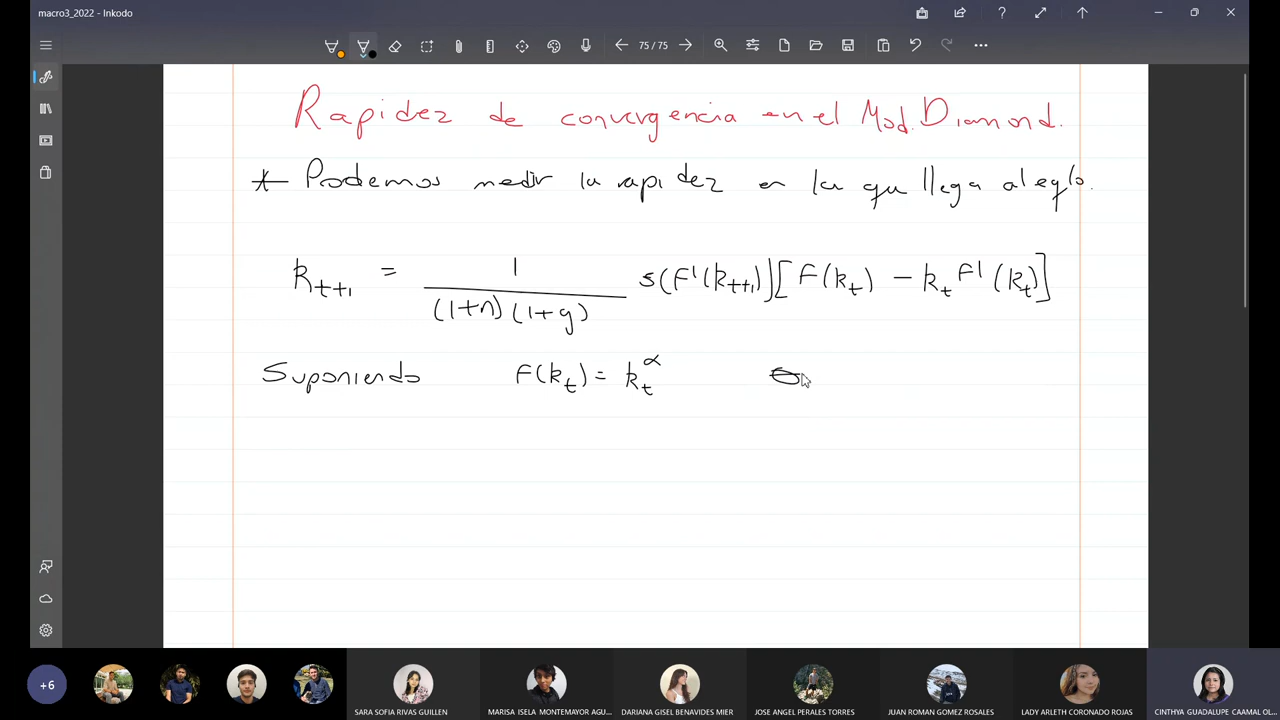 macro3_2022 - Inkodo
75 / 75
Rapidez de convergencia en el Mod. Diamond.
* Podemos medir la rapidez en la que llega al eqlo.
k_{t+1} = \frac{1}{(1+n)(1+g)} s(F'(k_{t+1}))[F(k_t) - k_t F'(k_t)]
Suponiendo F(k_t) = k_t^α θ
+6
SARA SOFIA RIVAS GUILLEN
MARISA ISELA MONTEMAYOR AGU...
DARIANA GISEL BENAVIDES MIER
JOSE ANGEL PERALES TORRES
JUAN ROMAN GOMEZ ROSALES
LADY ARLETH CORONADO ROJAS
CINTHYA GUADALUPE CAAMAL OL...